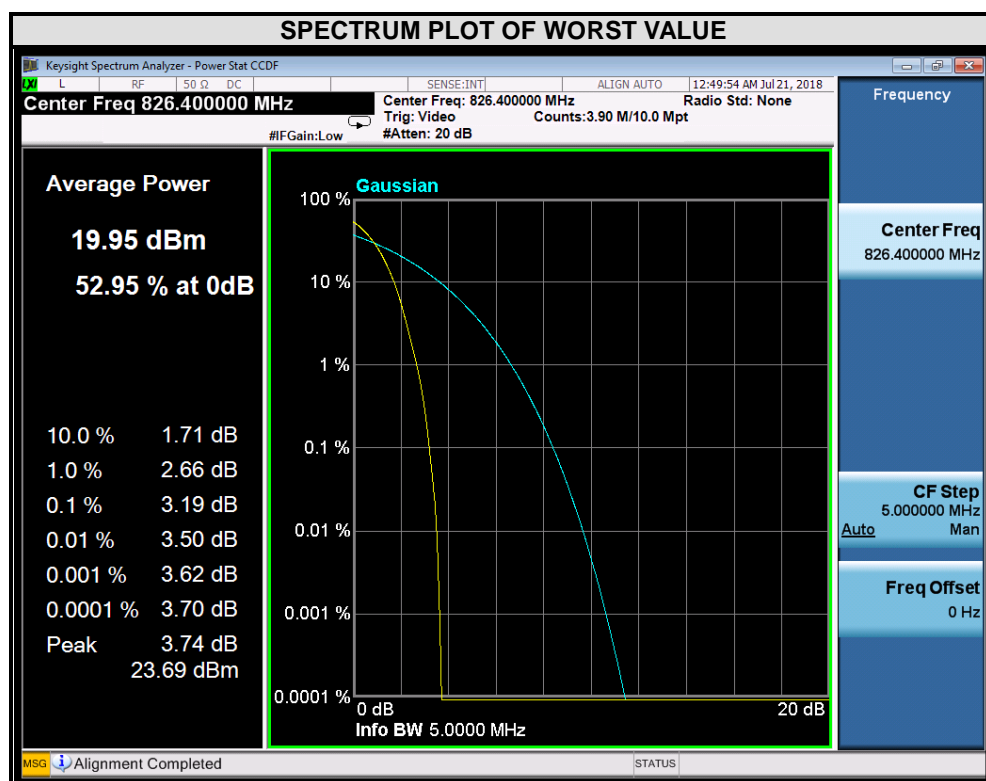 SPECTRUM PLOT OF WORST VALUE
Keysight Spectrum Analyzer - Power Stat CCDF
LXI L RF 50 Ω DC SENSE:INT ALIGN AUTO 12:49:54 AM Jul 21, 2018
Center Freq 826.400000 MHz
Center Freq: 826.400000 MHz Radio Std: None
Trig: Video Counts:3.90 M/10.0 Mpt
#IFGain:Low #Atten: 20 dB
Average Power
19.95 dBm
52.95 % at 0dB
10.0 % 1.71 dB
1.0 % 2.66 dB
0.1 % 3.19 dB
0.01 % 3.50 dB
0.001 % 3.62 dB
0.0001 % 3.70 dB
Peak 3.74 dB
23.69 dBm
Gaussian
100 %
10 %
1 %
0.1 %
0.01 %
0.001 %
0.0001 %
0 dB 20 dB
Info BW 5.0000 MHz
Frequency
Center Freq
826.400000 MHz
CF Step
5.000000 MHz
Auto Man
Freq Offset
0 Hz
MSG Alignment Completed STATUS